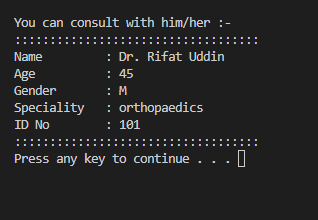 You can consult with him/her :-
:::::::::::::::::::::::::::::::::::
Name         : Dr. Rifat Uddin
Age          : 45
Gender       : M
Speciality   : orthopaedics
ID No        : 101
:::::::::::::::::::::::::::::::::::
Press any key to continue . . .